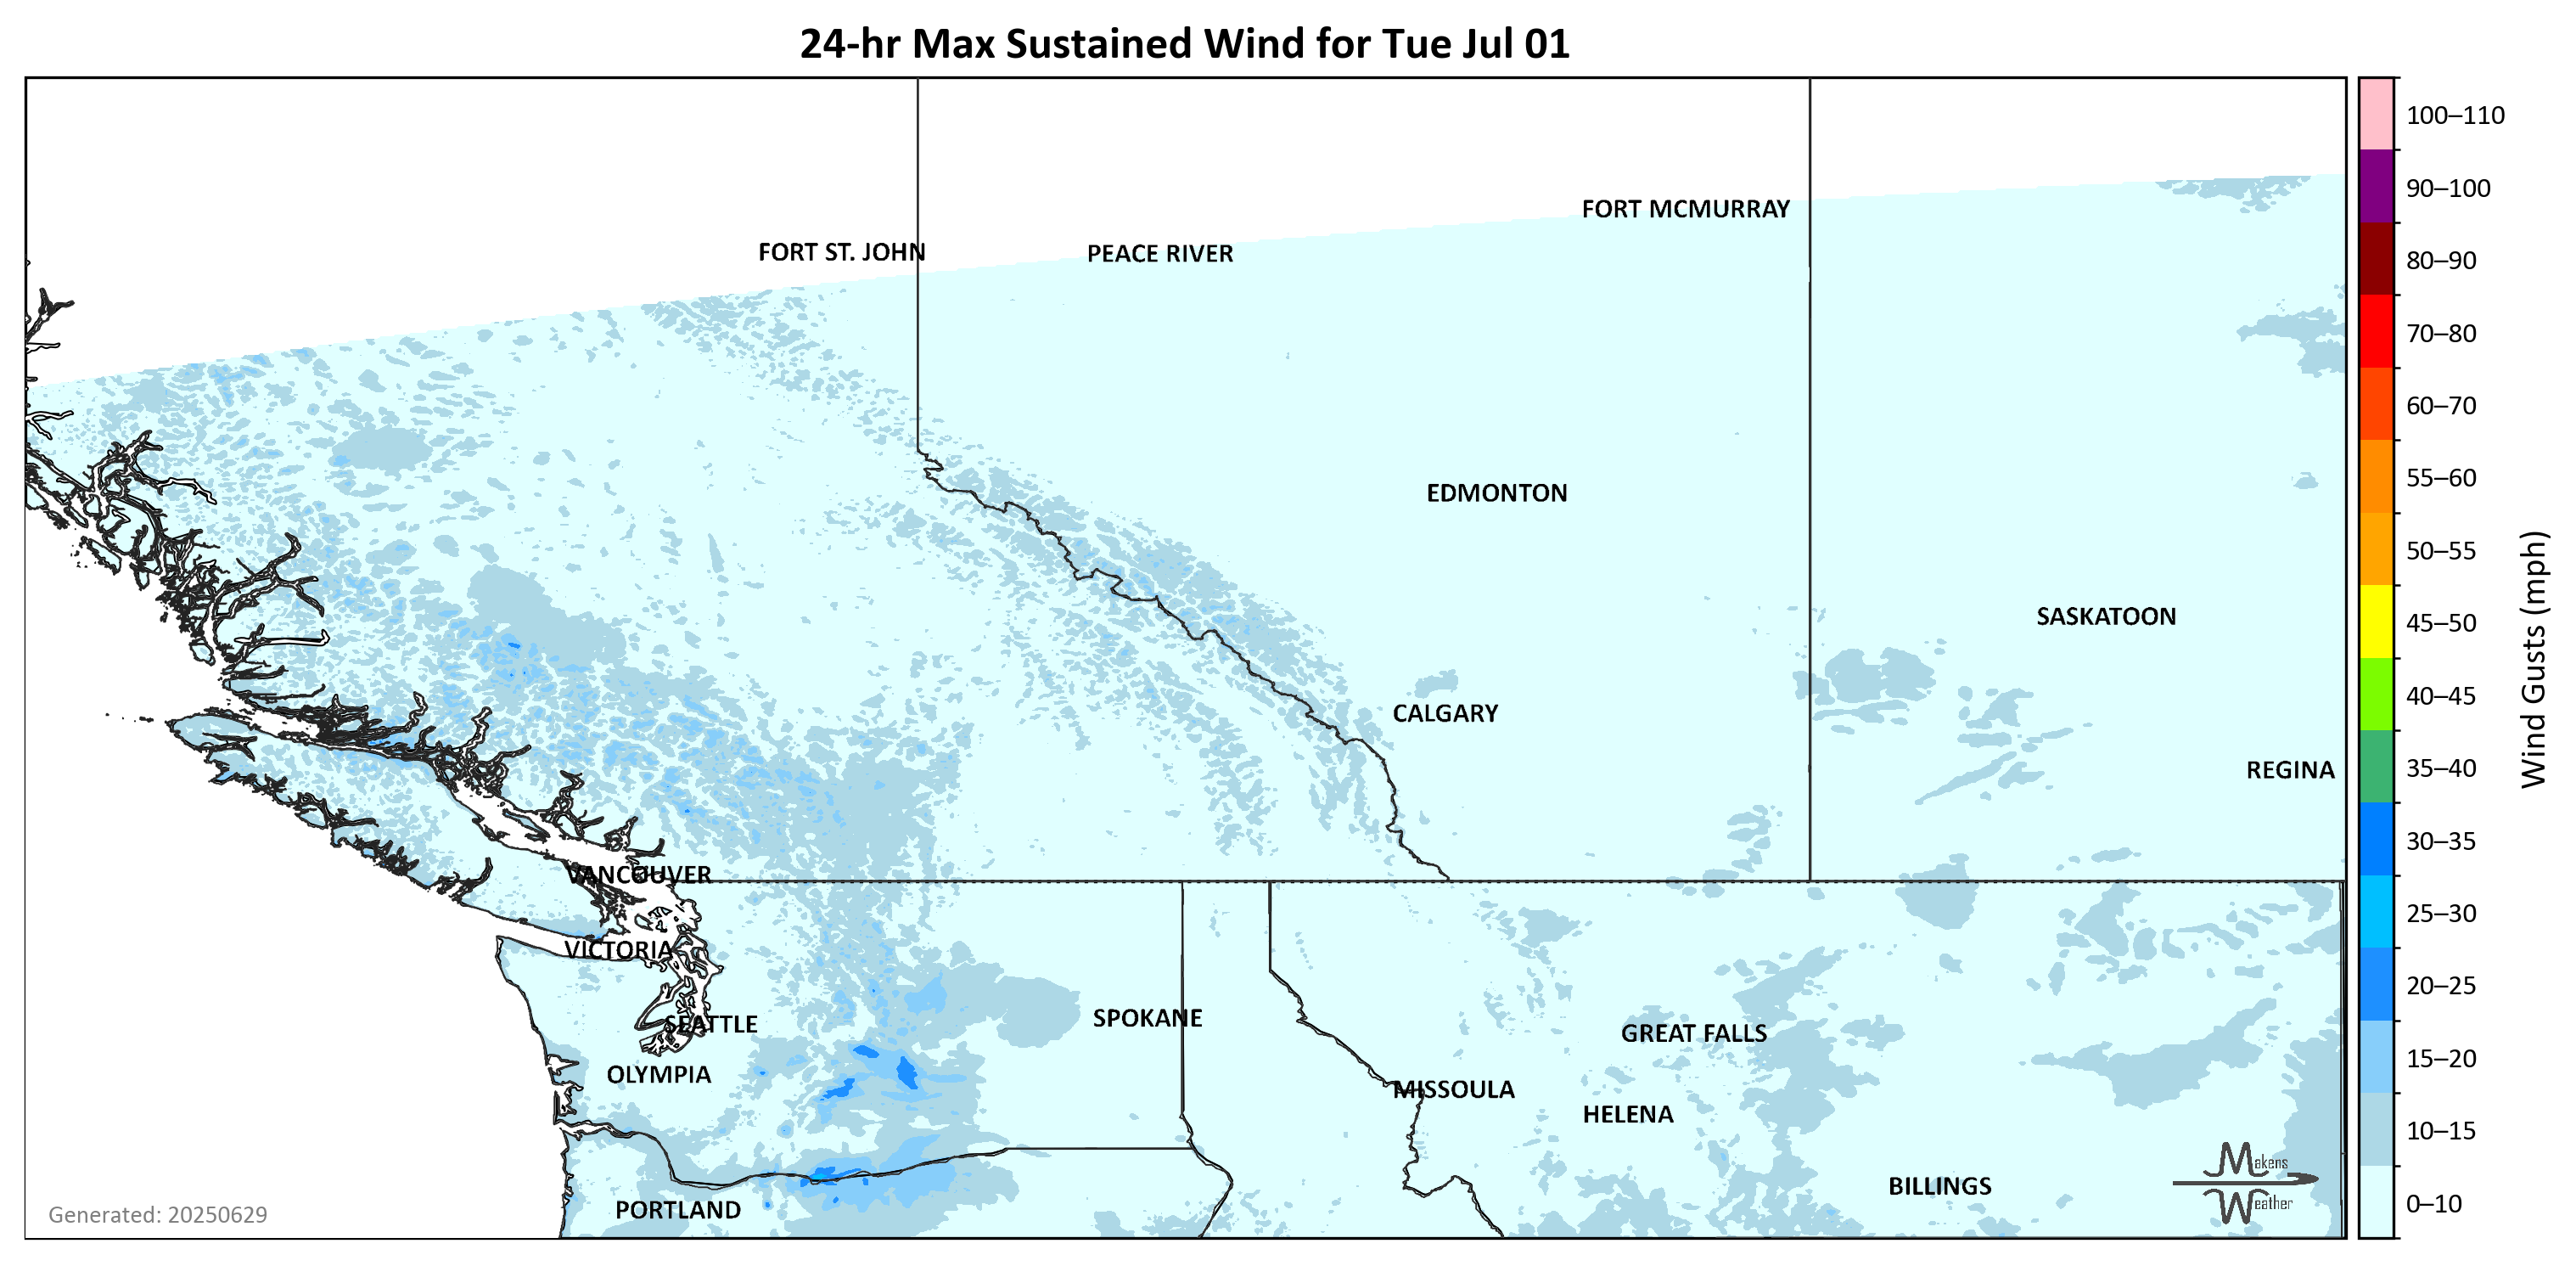 24-hr Max Sustained Wind for Tue Jul 01
FORT MCMURRAY
FORT ST. JOHN
PEACE RIVER
EDMONTON
SASKATOON
CALGARY
REGINA
VANCOUVER
VICTORIA
SEATTLE
SPOKANE
GREAT FALLS
OLYMPIA
MISSOULA
HELENA
BILLINGS
PORTLAND
Makens
Weather
Generated: 20250629
100–110
90–100
80–90
70–80
60–70
55–60
50–55
45–50
40–45
35–40
30–35
25–30
20–25
15–20
10–15
0–10
Wind Gusts (mph)